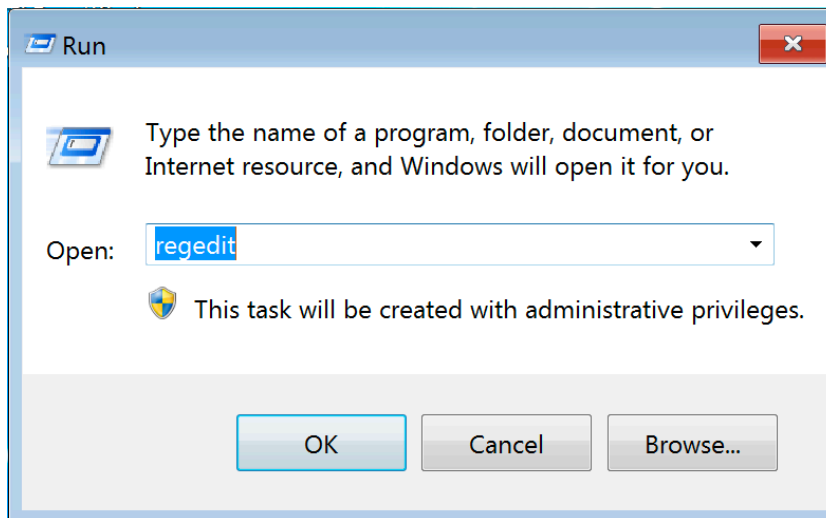 Run
Type the name of a program, folder, document, or
Internet resource, and Windows will open it for you.
Open:
regedit
This task will be created with administrative privileges.
OK
Cancel
Browse...